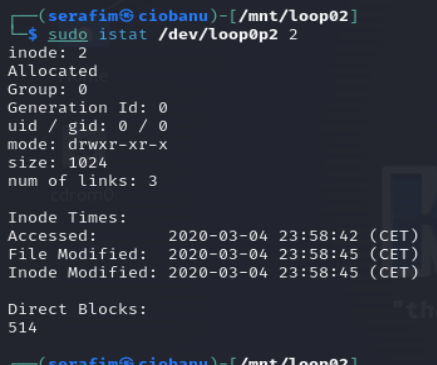 ┌──(serafim㉿ciobanu)-[/mnt/loop02]
└─$ sudo istat /dev/loop0p2 2
inode: 2
Allocated
Group: 0
Generation Id: 0
uid / gid: 0 / 0
mode: drwxr-xr-x
size: 1024
num of links: 3

Inode Times:
Accessed:       2020-03-04 23:58:42 (CET)
File Modified:  2020-03-04 23:58:45 (CET)
Inode Modified: 2020-03-04 23:58:45 (CET)

Direct Blocks:
514

┌──(serafim㉿ciobanu)-[/mnt/loop02]